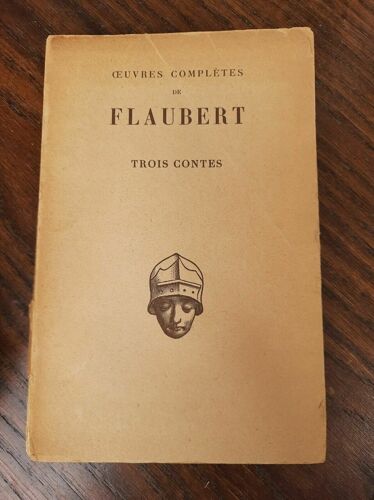 ŒUVRES COMPLÈTES
DE
FLAUBERT
TROIS CONTES